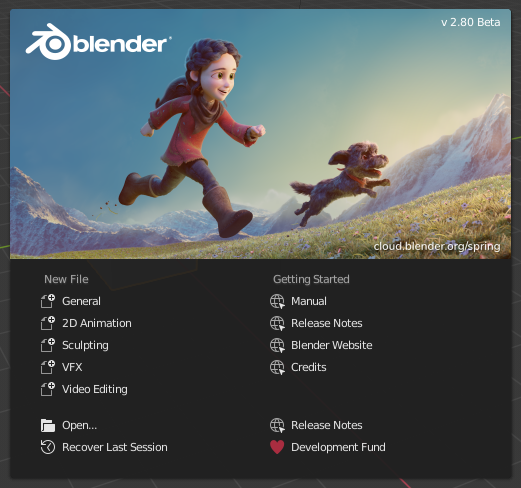 blender
v 2.80 Beta
cloud.blender.org/spring
New File
General
2D Animation
Sculpting
VFX
Video Editing
Open...
Recover Last Session
Getting Started
Manual
Release Notes
Blender Website
Credits
Release Notes
Development Fund